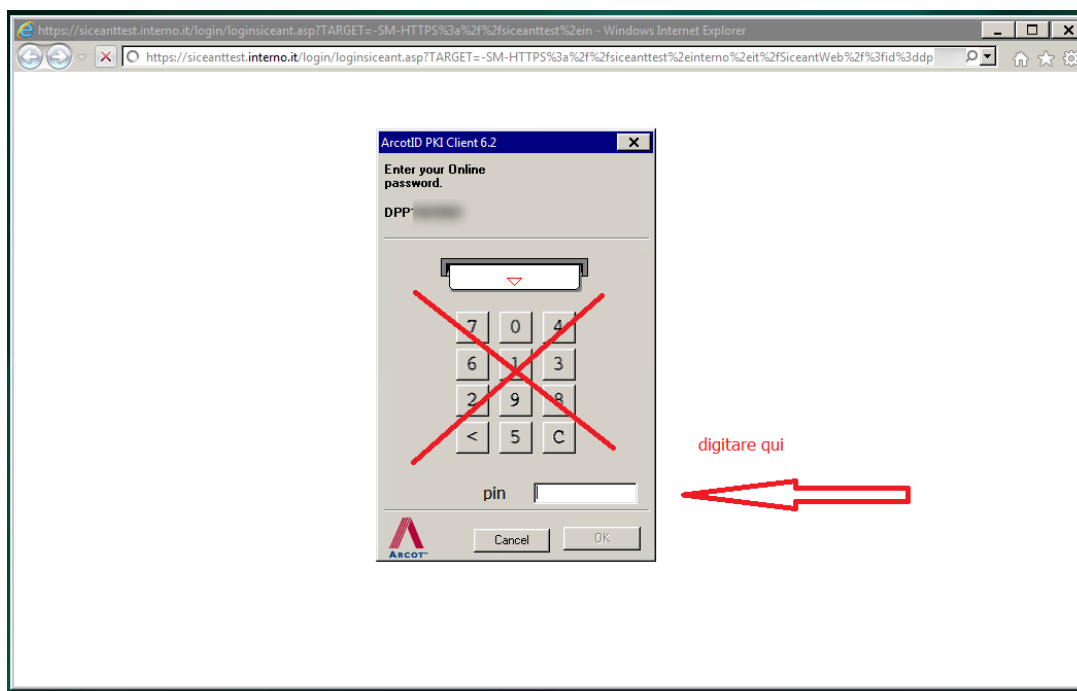 https://siceanttest.interno.it/login/loginsiceant.asp?TARGET=-SM-HTTPS%3a%2f%2fsiceanttest%2ein - Windows Internet Explorer
https://siceanttest.interno.it/login/loginsiceant.asp?TARGET=-SM-HTTPS%3a%2f%2fsiceanttest%2einterno%2eit%2fSiceantWeb%2f%3fid%3ddp
ArcotID PKI Client 6.2
Enter your Online
password.
DPP
7 0 4
6 1 3
2 9 8
< 5 C
digitare qui
pin
ARCOT
Cancel OK